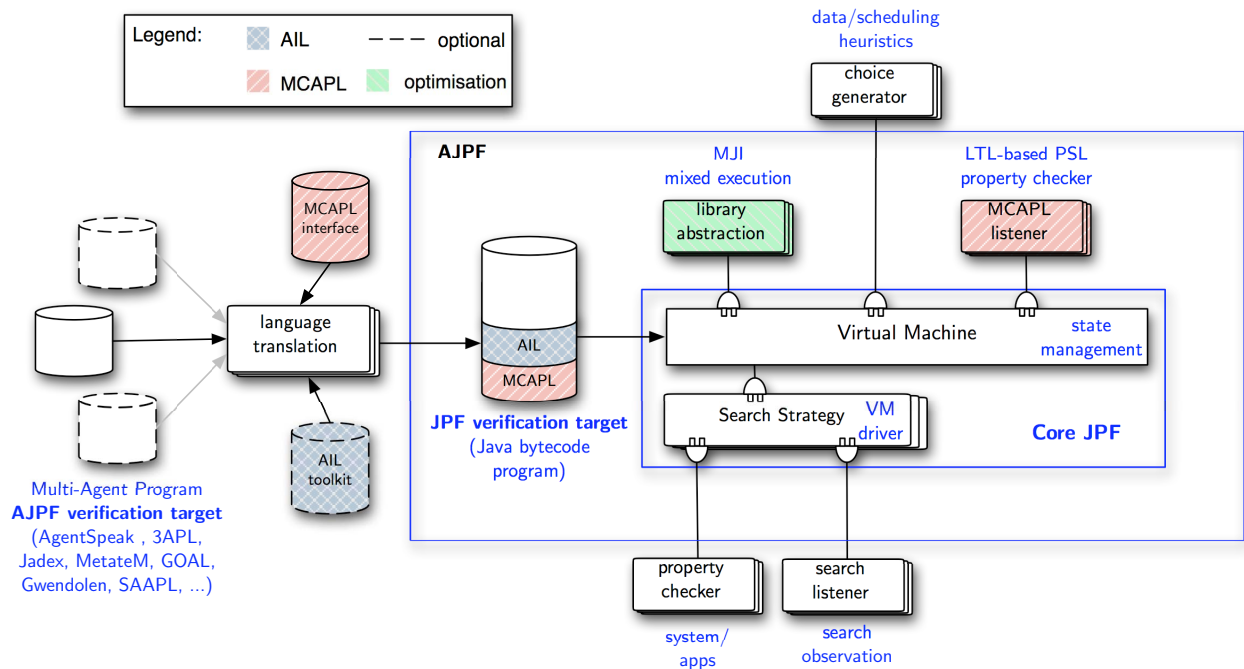 Legend:
AIL
optional
MCAPL
optimisation
data/scheduling
heuristics
choice
generator
AJPF
MJI
mixed execution
LTL-based PSL
property checker
library
abstraction
MCAPL
listener
MCAPL
interface
language
translation
AIL
MCAPL
Virtual Machine
state
management
Search Strategy
VM
driver
Core JPF
JPF verification target
(Java bytecode
program)
AIL
toolkit
Multi-Agent Program
AJPF verification target
(AgentSpeak , 3APL,
Jadex, MetateM, GOAL,
Gwendolen, SAAPL, ...)
property
checker
search
listener
system/
apps
search
observation